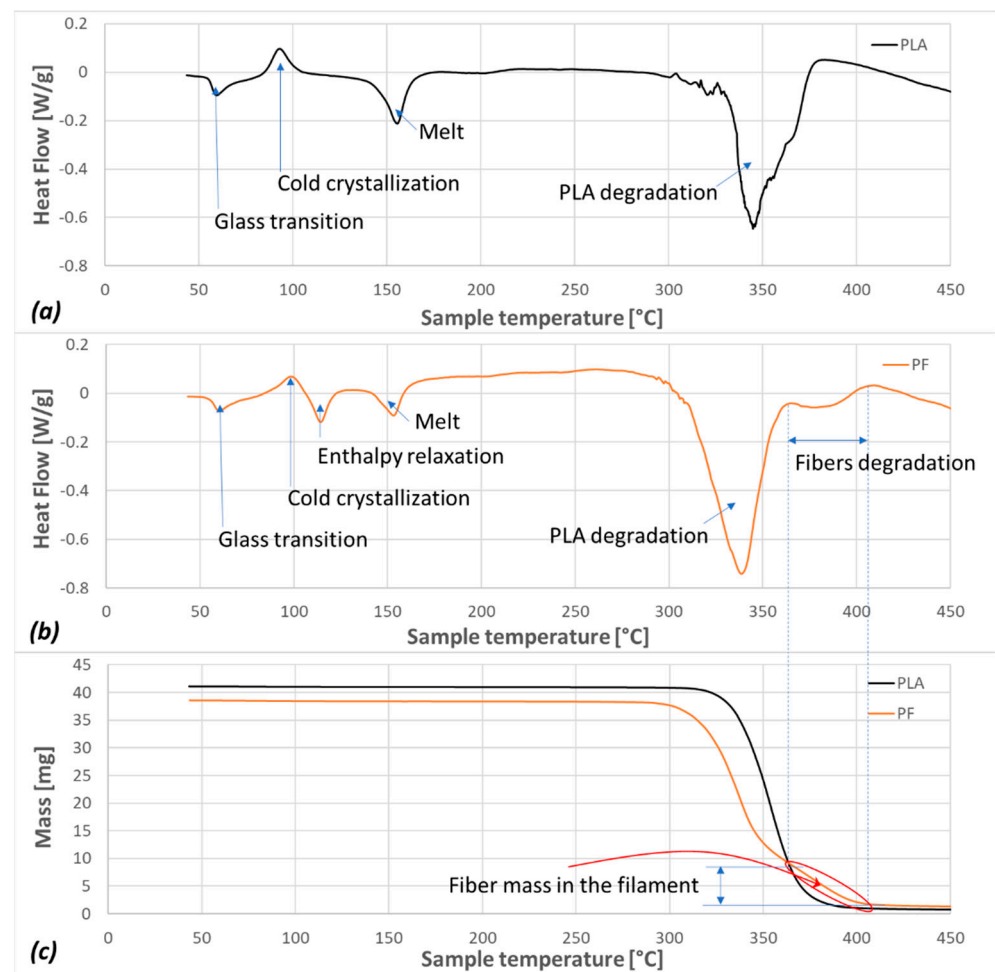 0.2
PLA
0
-0.2
-0.4
-0.6
-0.8
Heat Flow [W/g]
Melt
Cold crystallization
Glass transition
PLA degradation
0 50 100 150 200 250 300 350 400 450
(a)
Sample temperature [°C]
0.2
PF
0
-0.2
-0.4
-0.6
-0.8
Heat Flow [W/g]
Melt
Enthalpy relaxation
Fibers degradation
Cold crystallization
Glass transition
PLA degradation
0 50 100 150 200 250 300 350 400 450
(b)
Sample temperature [°C]
45
40
35
30
25
20
15
10
5
0
Mass [mg]
PLA
PF
Fiber mass in the filament
0 50 100 150 200 250 300 350 400 450
(c)
Sample temperature [°C]